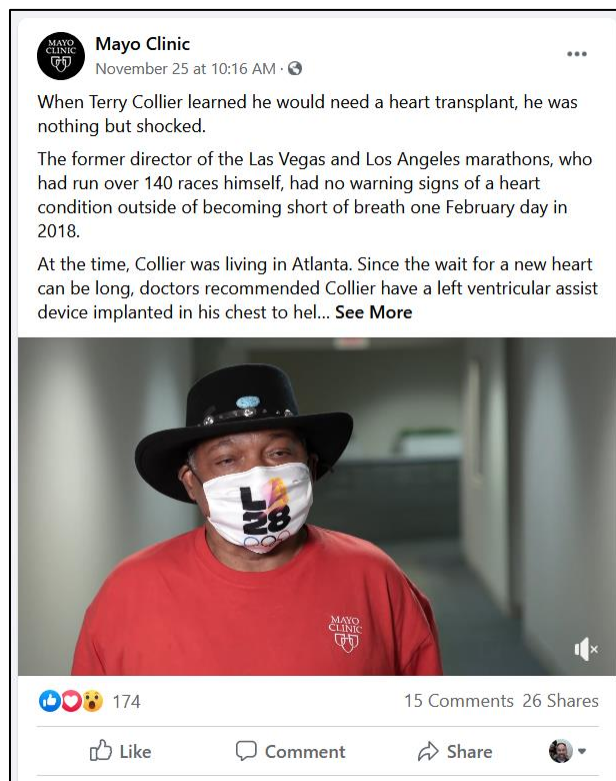 MAYO
CLINIC
Mayo Clinic
November 25 at 10:16 AM ·
When Terry Collier learned he would need a heart transplant, he was
nothing but shocked.
The former director of the Las Vegas and Los Angeles marathons, who
had run over 140 races himself, had no warning signs of a heart
condition outside of becoming short of breath one February day in
2018.
At the time, Collier was living in Atlanta. Since the wait for a new heart
can be long, doctors recommended Collier have a left ventricular assist
device implanted in his chest to hel... See More
LA
28
MAYO
CLINIC
174
15 Comments 26 Shares
Like
Comment
Share